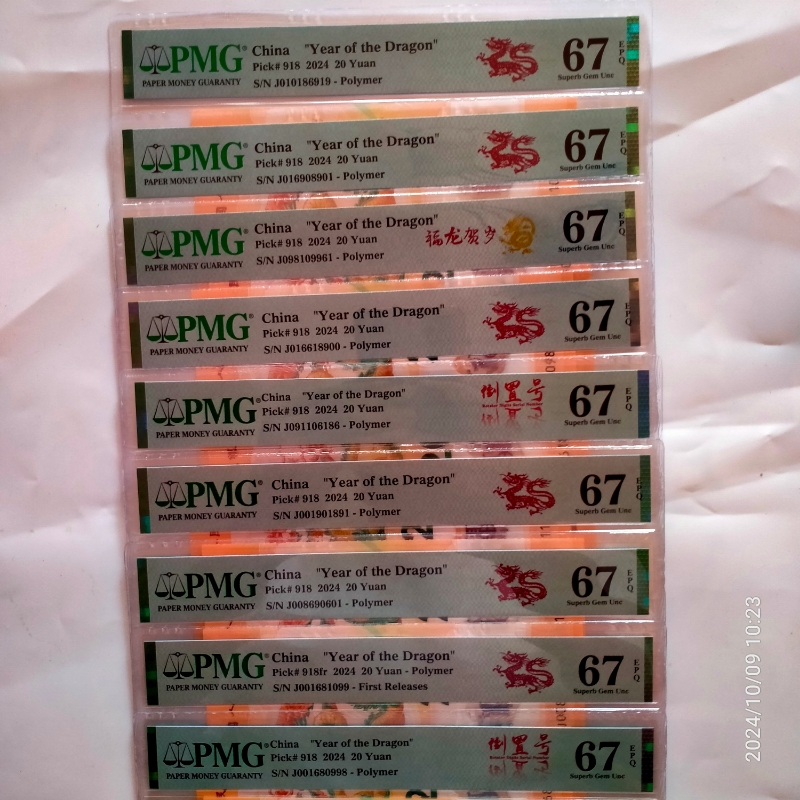 PMG® China "Year of the Dragon" 67 EPQ
Pick# 918 2024 20 Yuan
PAPER MONEY GUARANTY S/N J010186919 - Polymer Superb Gem Unc
PMG® China "Year of the Dragon" 67 EPQ
Pick# 918 2024 20 Yuan
PAPER MONEY GUARANTY S/N J016908901 - Polymer Superb Gem Unc
PMG® China "Year of the Dragon" 67 EPQ
Pick# 918 2024 20 Yuan 福龙贺岁
PAPER MONEY GUARANTY S/N J098109961 - Polymer Superb Gem Unc
PMG® China "Year of the Dragon" 67 EPQ
Pick# 918 2024 20 Yuan
PAPER MONEY GUARANTY S/N J016618900 - Polymer Superb Gem Unc
PMG® China "Year of the Dragon" 倒置号 67 EPQ
Pick# 918 2024 20 Yuan
PAPER MONEY GUARANTY S/N J091106186 - Polymer Superb Gem Unc
PMG® China "Year of the Dragon" 67 EPQ
Pick# 918 2024 20 Yuan
PAPER MONEY GUARANTY S/N J001901891 - Polymer Superb Gem Unc
PMG® China "Year of the Dragon" 67 EPQ
Pick# 918 2024 20 Yuan
PAPER MONEY GUARANTY S/N J008690601 - Polymer Superb Gem Unc
PMG® China "Year of the Dragon" 67 EPQ
Pick# 918fr 2024 20 Yuan - Polymer
PAPER MONEY GUARANTY S/N J001681099 - First Releases Superb Gem Unc
PMG® China "Year of the Dragon" 倒置号 67 EPQ
Pick# 918 2024 20 Yuan
PAPER MONEY GUARANTY S/N J001680998 - Polymer Superb Gem Unc
2024/10/09 10:23